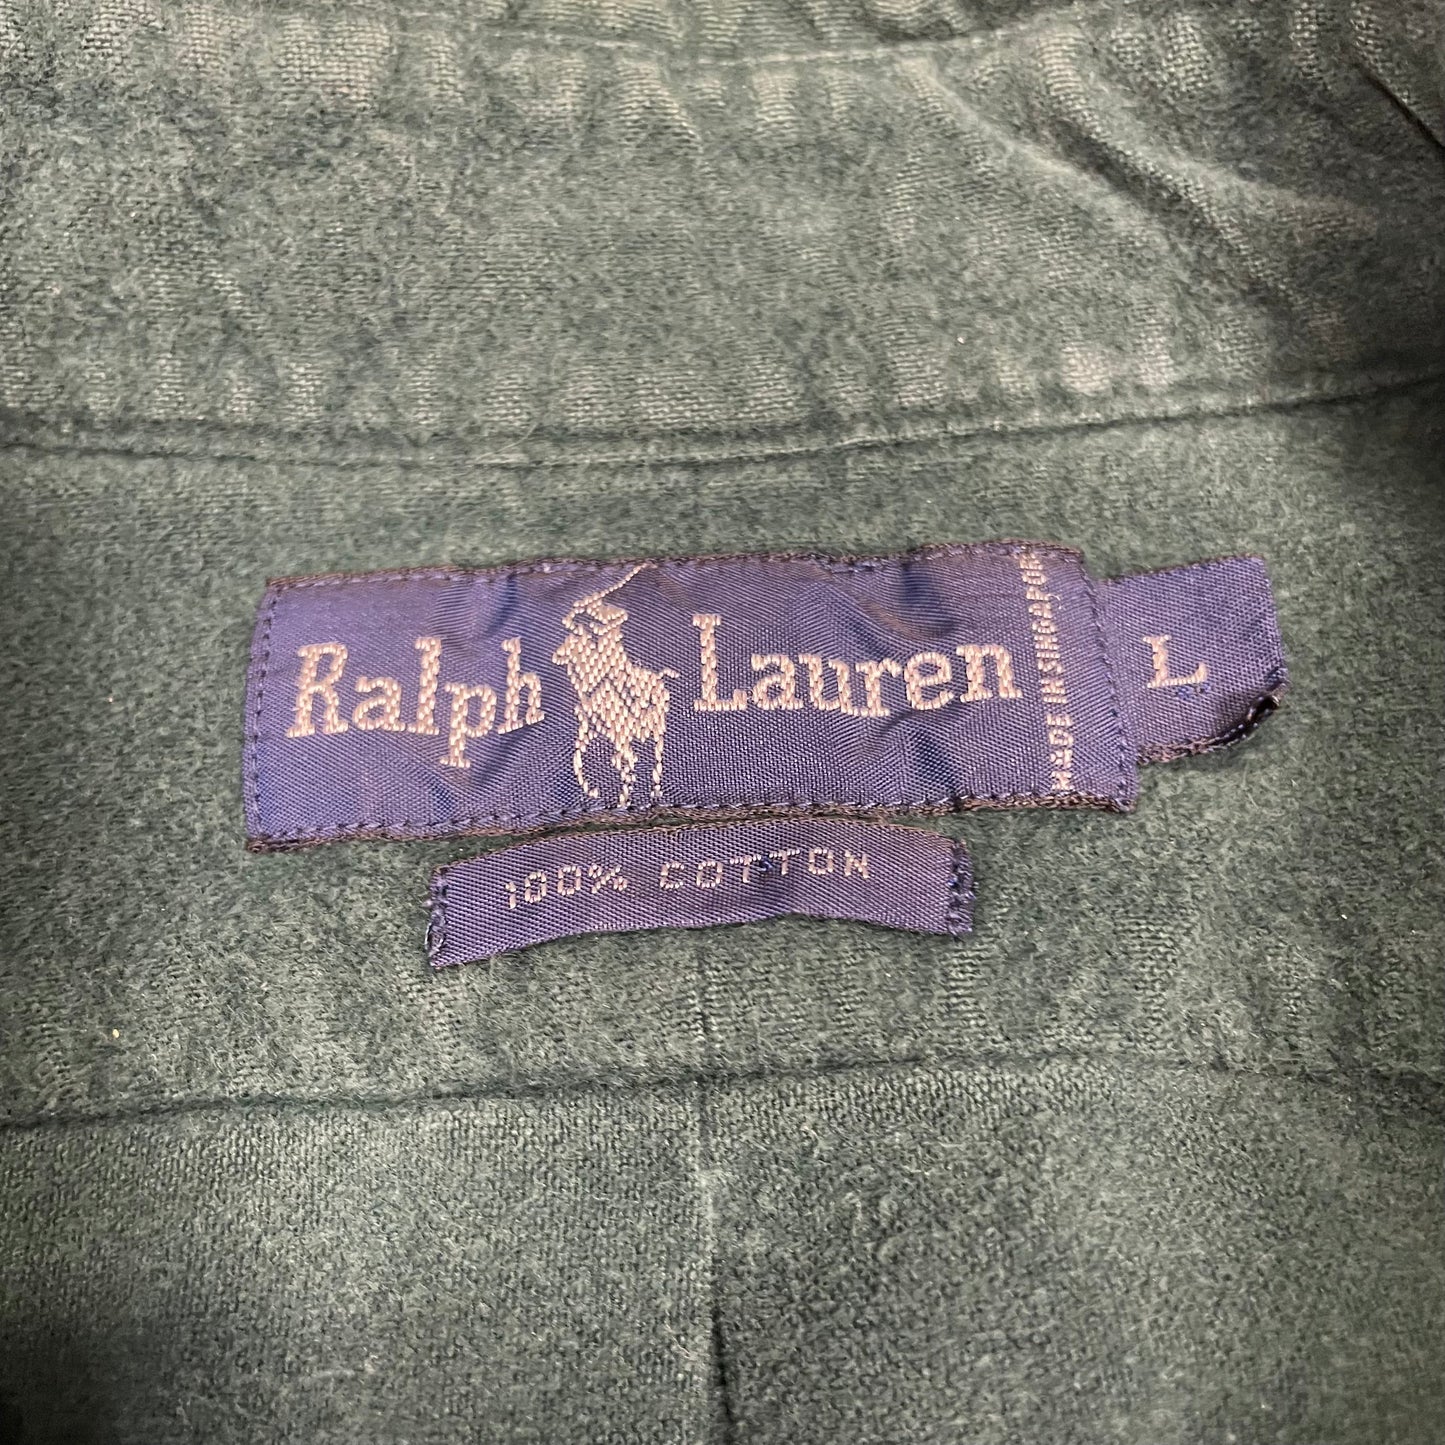 Ralph Lauren
MADE IN SINGAPORE
L
100% COTTON